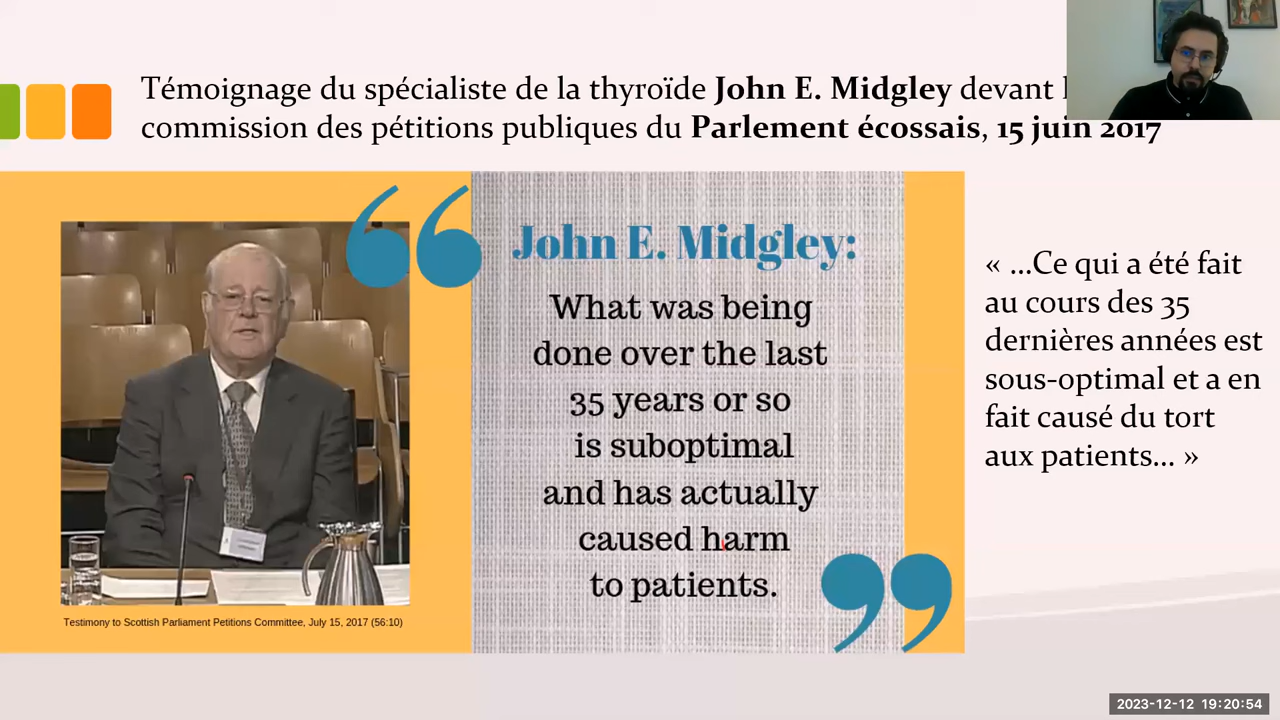 Témoignage du spécialiste de la thyroïde John E. Midgley devant
commission des pétitions publiques du Parlement écossais, 15 juin 2017
John E. Midgley:
What was being
done over the last
35 years or so
is suboptimal
and has actually
caused harm
to patients.
Testimony to Scottish Parliament Petitions Committee, July 15, 2017 (56:10)
« ...Ce qui a été fait
au cours des 35
dernières années est
sous-optimal et a en
fait causé du tort
aux patients... »
2023-12-12 19:20:54